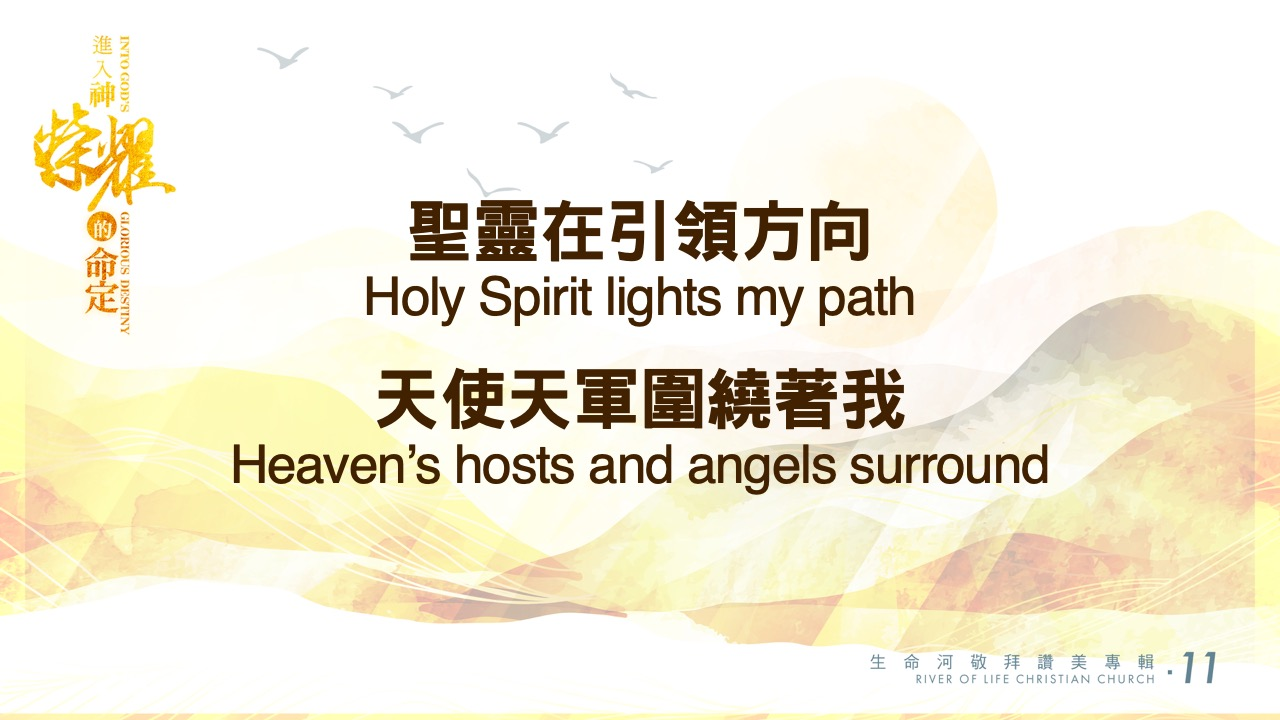 進入神
榮耀
的
命定
INTO GOD'S
GLORIOUS DESTINY
聖靈在引領方向
Holy Spirit lights my path
天使天軍圍繞著我
Heaven’s hosts and angels surround
生命河敬拜讚美專輯 ·11
RIVER OF LIFE CHRISTIAN CHURCH